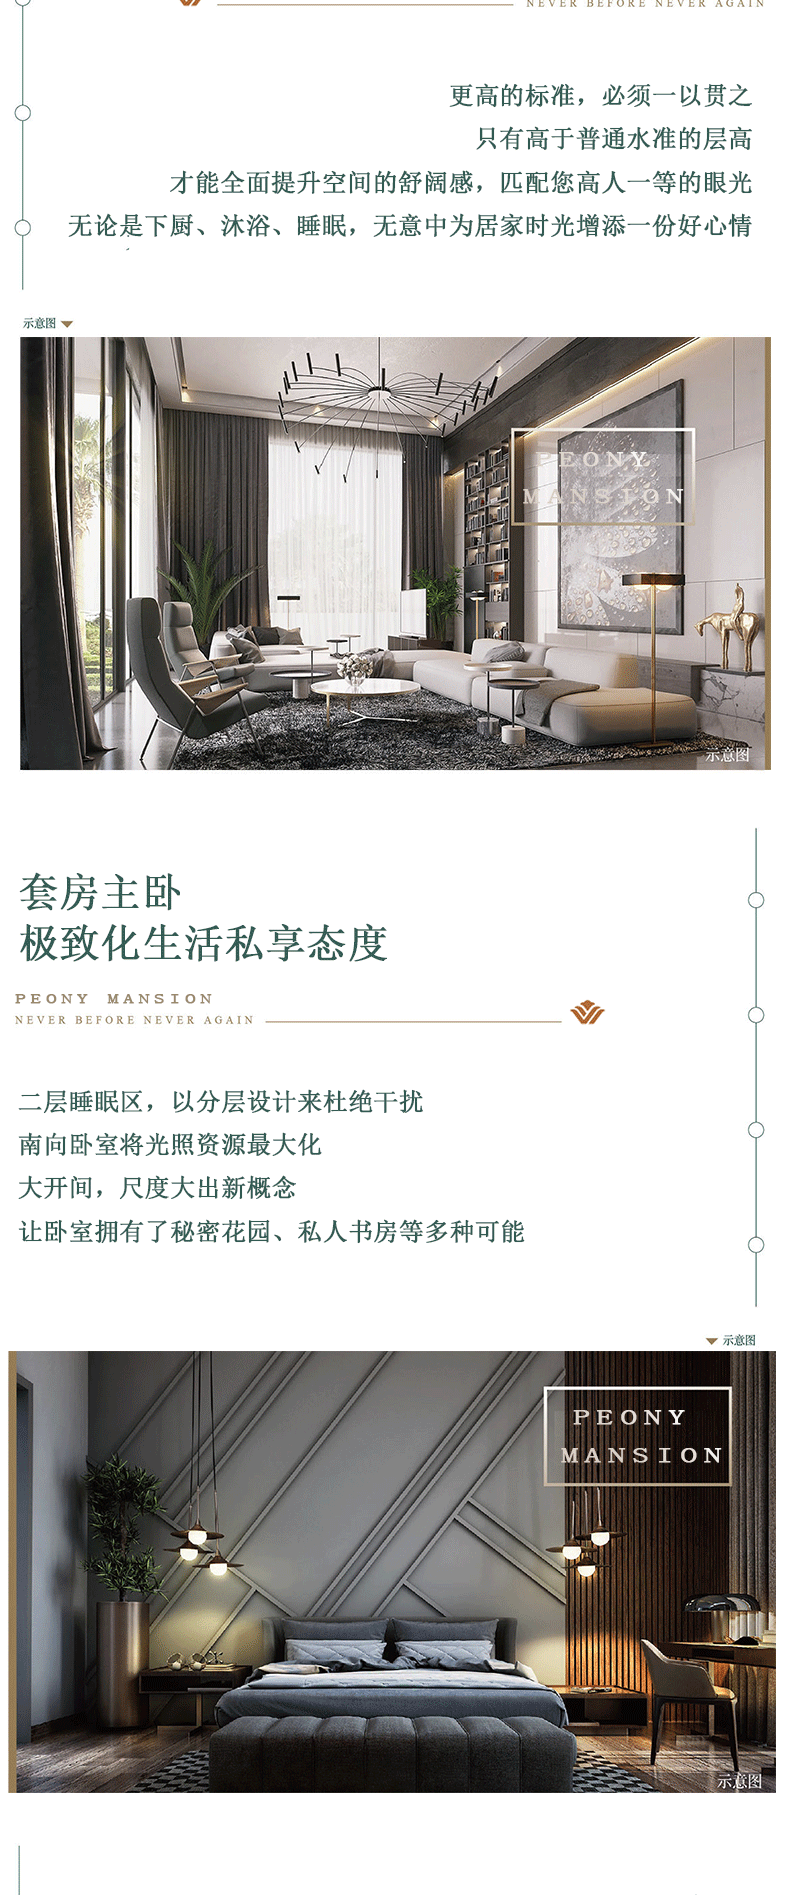 NEVER BEFORE NEVER AGAIN
更高的标准，必须一以贯之
只有高于普通水准的层高
才能全面提升空间的舒阔感，匹配您高人一等的眼光
无论是下厨、沐浴、睡眠，无意中为居家时光增添一份好心情
示意图
PEONY
MANSION
示意图
套房主卧
极致化生活私享态度
PEONY MANSION
NEVER BEFORE NEVER AGAIN
二层睡眠区，以分层设计来杜绝干扰
南向卧室将光照资源最大化
大开间，尺度大出新概念
让卧室拥有了秘密花园、私人书房等多种可能
示意图
PEONY
MANSION
示意图